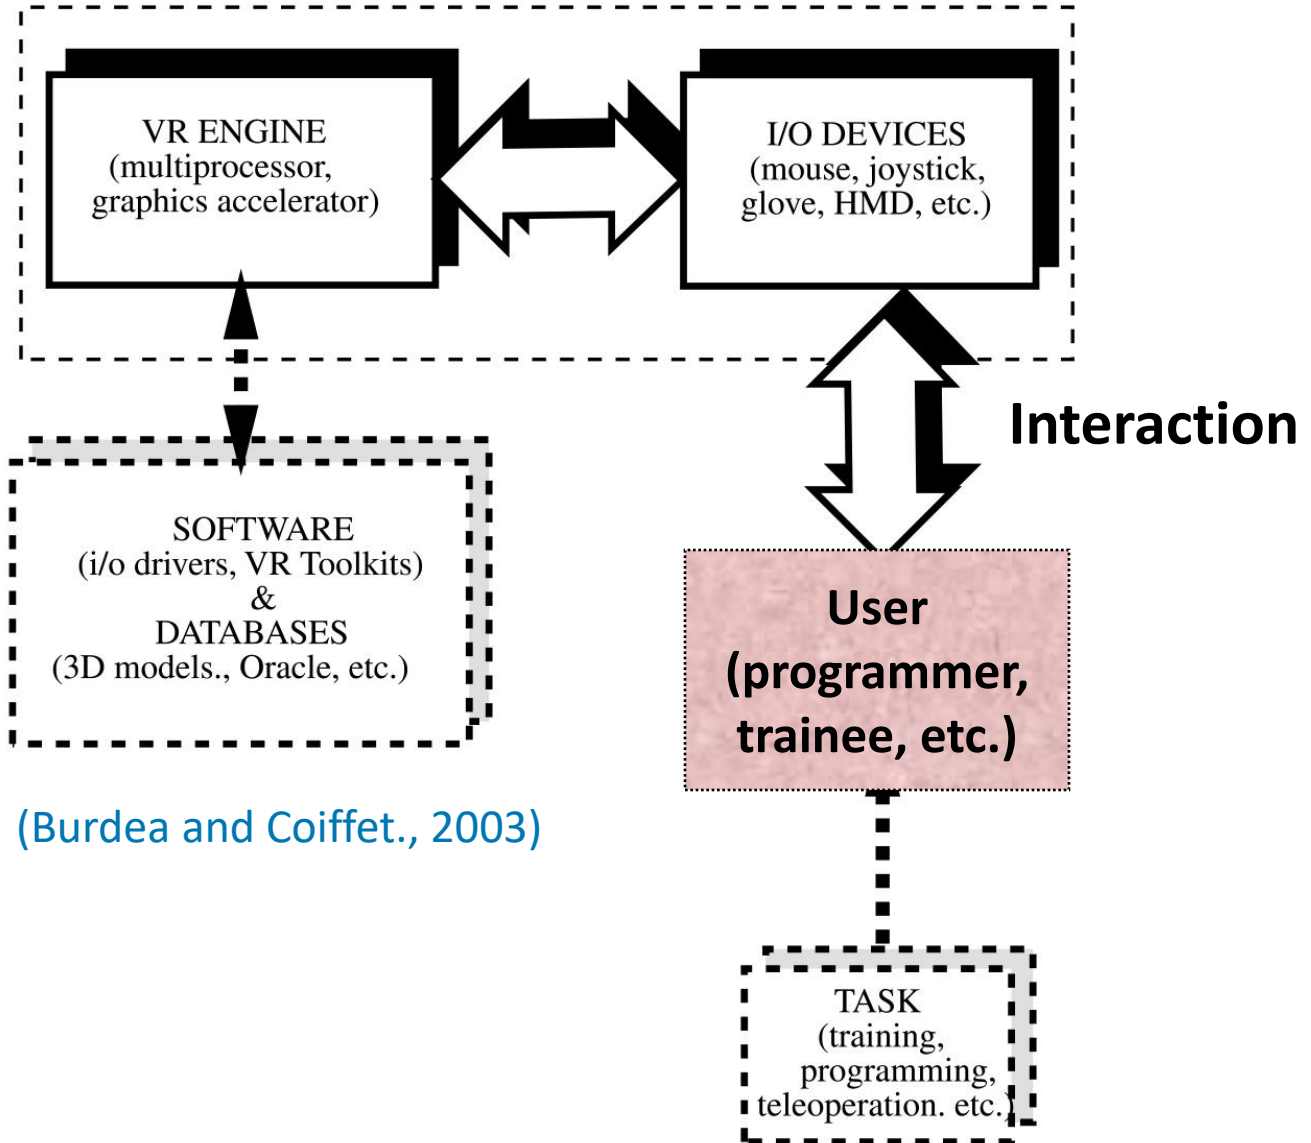 VR ENGINE
(multiprocessor,
graphics accelerator)
I/O DEVICES
(mouse, joystick,
glove, HMD, etc.)
Interaction
SOFTWARE
(i/o drivers, VR Toolkits)
&
DATABASES
(3D models., Oracle, etc.)
User
(programmer,
trainee, etc.)
(Burdea and Coiffet., 2003)
TASK
(training,
programming,
teleoperation. etc.)